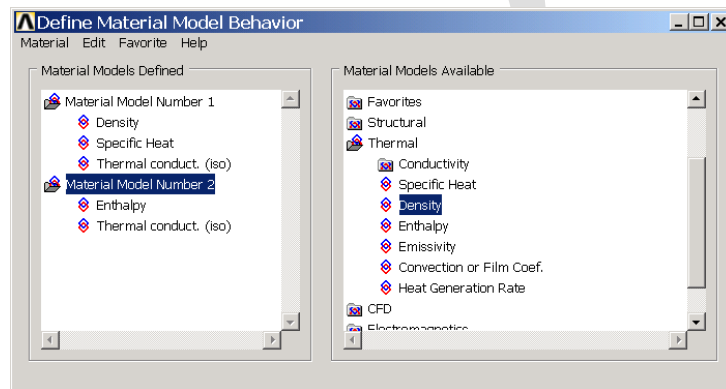 Define Material Model Behavior
Material Edit Favorite Help
Material Models Defined
Material Model Number 1
Density
Specific Heat
Thermal conduct. (iso)
Material Model Number 2
Enthalpy
Thermal conduct. (iso)
Material Models Available
Favorites
Structural
Thermal
Conductivity
Specific Heat
Density
Enthalpy
Emissivity
Convection or Film Coef.
Heat Generation Rate
CFD
Electromagnetics